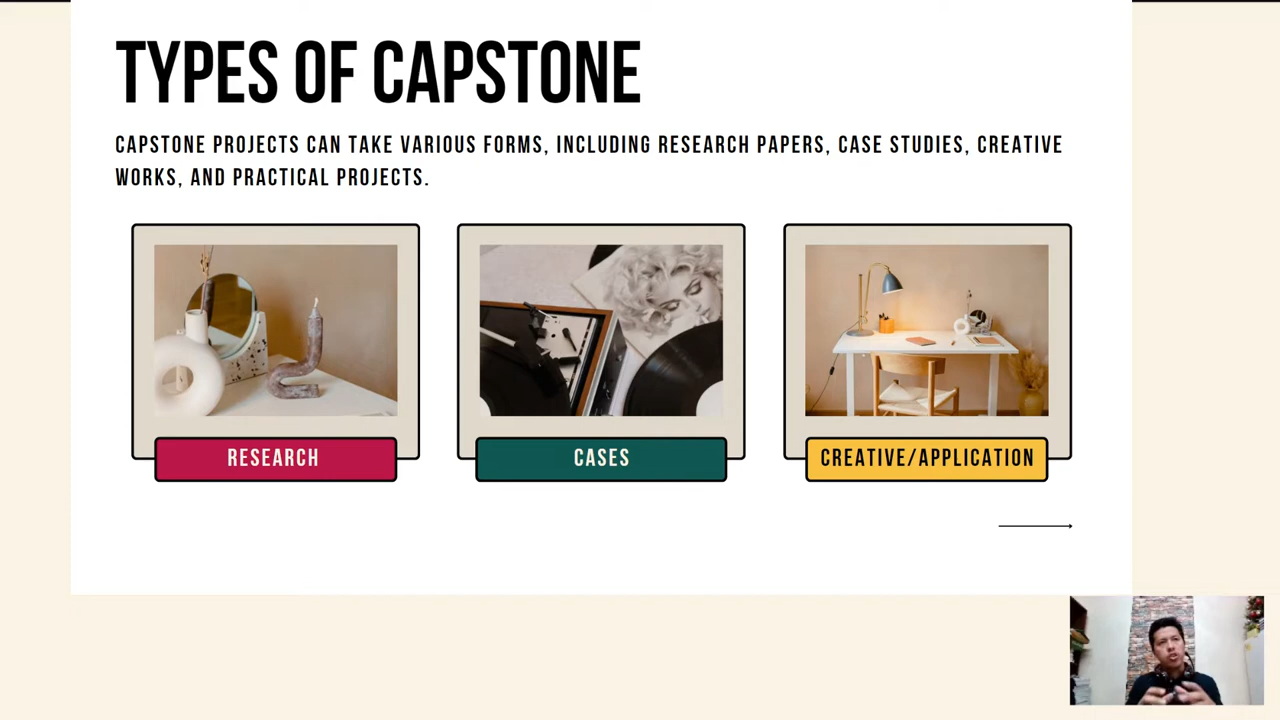 TYPES OF CAPSTONE
CAPSTONE PROJECTS CAN TAKE VARIOUS FORMS, INCLUDING RESEARCH PAPERS, CASE STUDIES, CREATIVE
WORKS, AND PRACTICAL PROJECTS.
RESEARCH
CASES
CREATIVE/APPLICATION